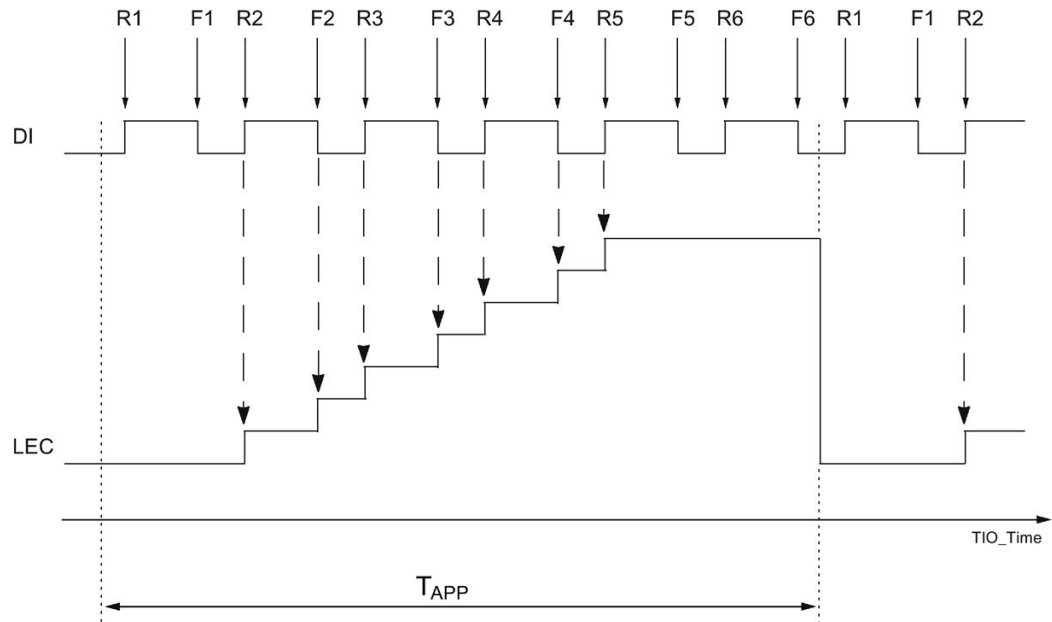 R1 F1 R2 F2 R3 F3 R4 F4 R5 F5 R6 F6 R1 F1 R2
DI
LEC
TIO_Time
TAPP